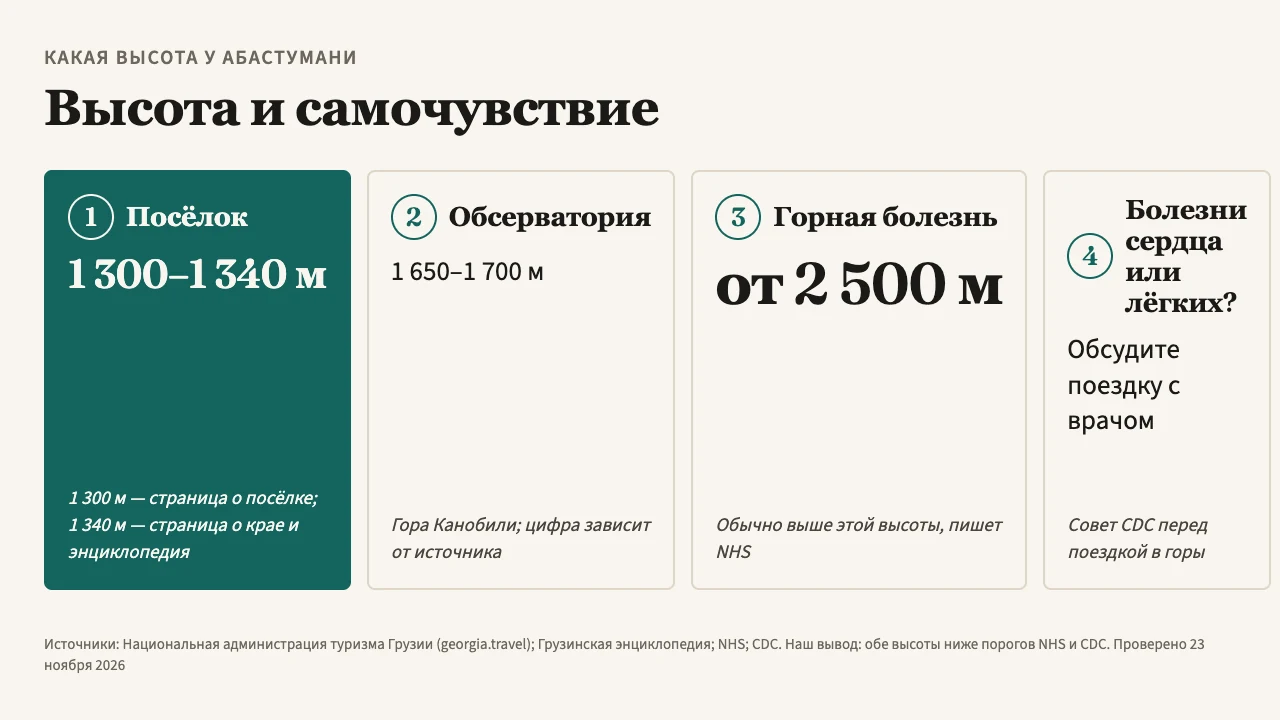 КАКАЯ ВЫСОТА У АБАСТУМАНИ
Высота и самочувствие
1 Посёлок
1 300–1 340 м
1 300 м — страница о посёлке;
1 340 м — страница о крае и
энциклопедия
2 Обсерватория
1 650–1 700 м
Гора Канобили; цифра зависит
от источника
3 Горная болезнь
от 2 500 м
Обычно выше этой высоты, пишет
NHS
4 Болезни
сердца
или
лёгких?
Обсудите
поездку с
врачом
Совет CDC перед
поездкой в горы
Источники: Национальная администрация туризма Грузии (georgia.travel); Грузинская энциклопедия; NHS; CDC. Наш вывод: обе высоты ниже порогов NHS и CDC. Проверено 23
ноября 2026